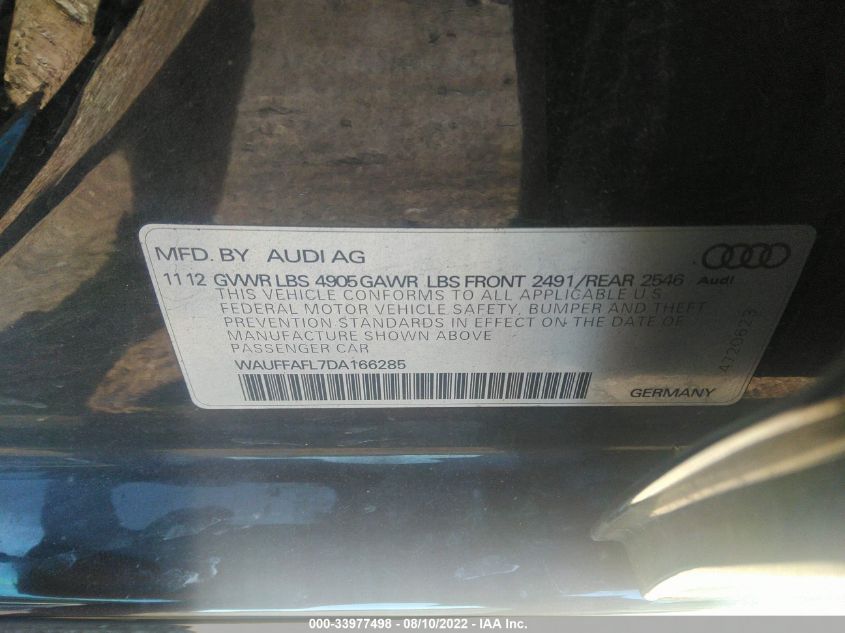 MFD. BY AUDI AG
11 12 GVWR LBS 4905 GAWR LBS FRONT 2491/REAR 2546 Audi
THIS VEHICLE CONFORMS TO ALL APPLICABLE U.S.
FEDERAL MOTOR VEHICLE SAFETY, BUMPER AND THEFT
PREVENTION STANDARDS IN EFFECT ON THE DATE OF
MANUFACTURE SHOWN ABOVE
PASSENGER CAR
WAUFFAFL7DA166285
GERMANY
000-33977498 — 08/10/2022 — IAA Inc.